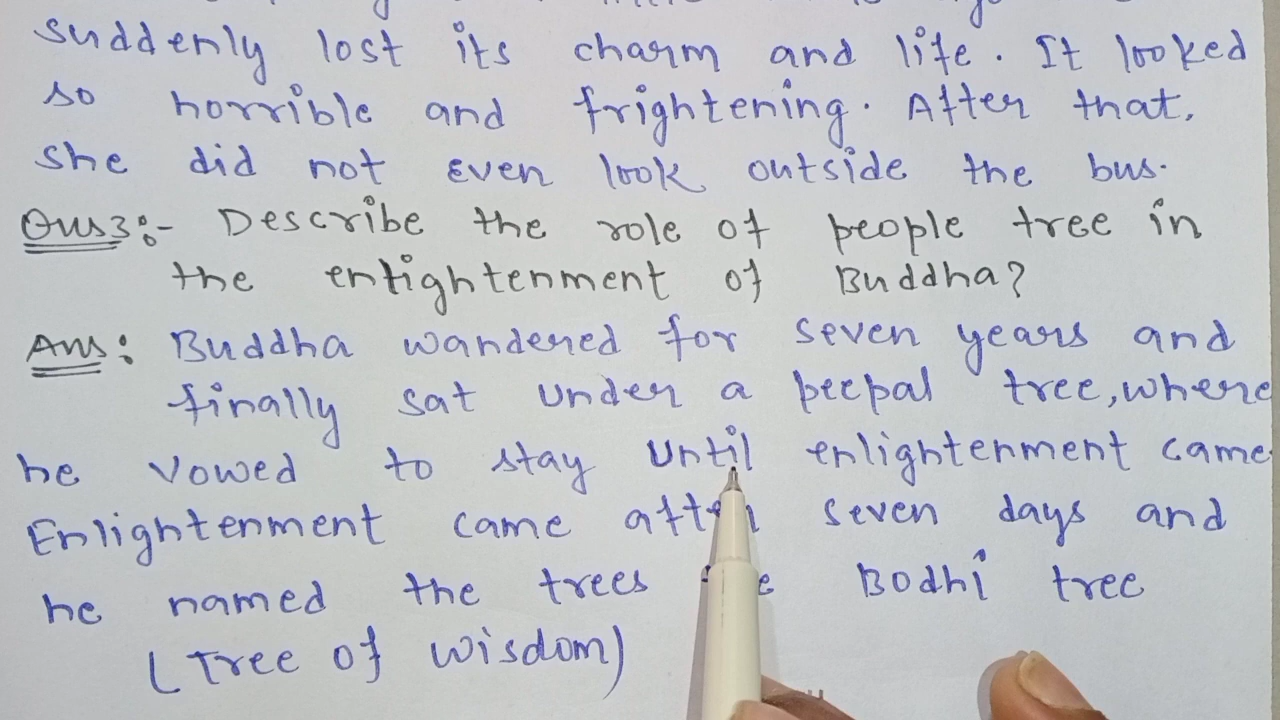 suddenly lost its charm and life. It looked
so horrible and frightening. After that,
she did not even look outside the bus.
Qus3:- Describe the role of people tree in
the enlightenment of Buddha?
Ans: Buddha wandered for seven years and
finally sat under a peepal tree, where
he vowed to stay until enlightenment came
Enlightenment came after seven days and
he named the trees Bodhi tree
(Tree of wisdom)